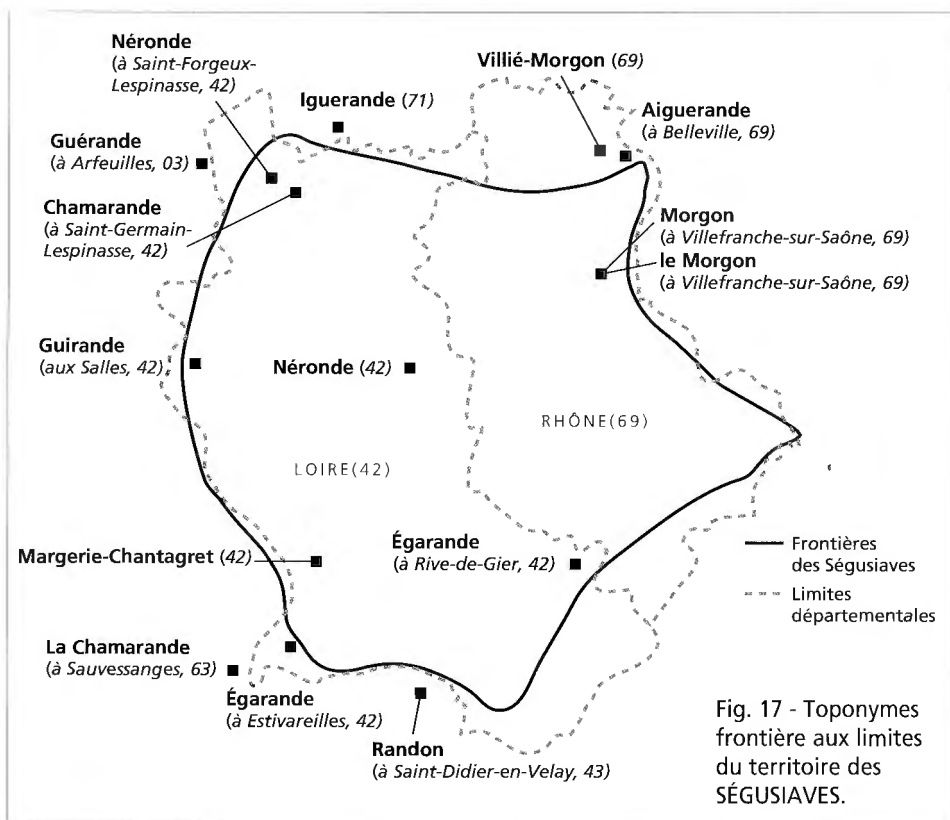 Néronde
(à Saint-Forgeux-
Lespinasse, 42)
Iguerande (71)
Villié-Morgon (69)
Aiguerande
(à Belleville, 69)
Guérande
(à Arfeuilles, 03)
Chamarande
(à Saint-Germain-
Lespinasse, 42)
Morgon
(à Villefranche-sur-Saône, 69)
le Morgon
(à Villefranche-sur-Saône, 69)
Guirande
(aux Salles, 42)
Néronde (42)
RHÔNE(69)
LOIRE(42)
Margerie-Chantagret (42)
Égarande
(à Rive-de-Gier, 42)
Frontières
des Ségusiaves
Limites
départementales
La Chamarande
(à Sauvessanges, 63)
Égarande
(à Estivareilles, 42)
Randon
(à Saint-Didier-en-Velay, 43)
Fig. 17 - Toponymes
frontière aux limites
du territoire des
SÉGUSIAVES.